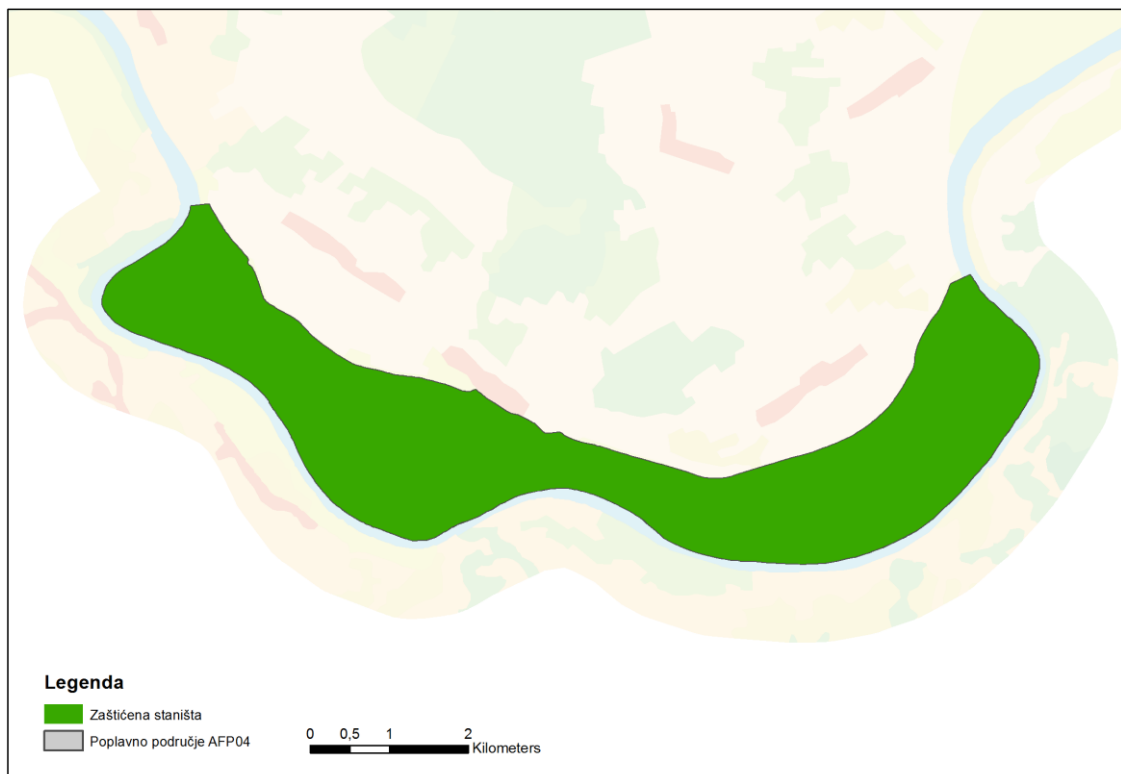 Legenda
Zaštićena staništa
Poplavno područje AFP04
0 0,5 1 2
Kilometers